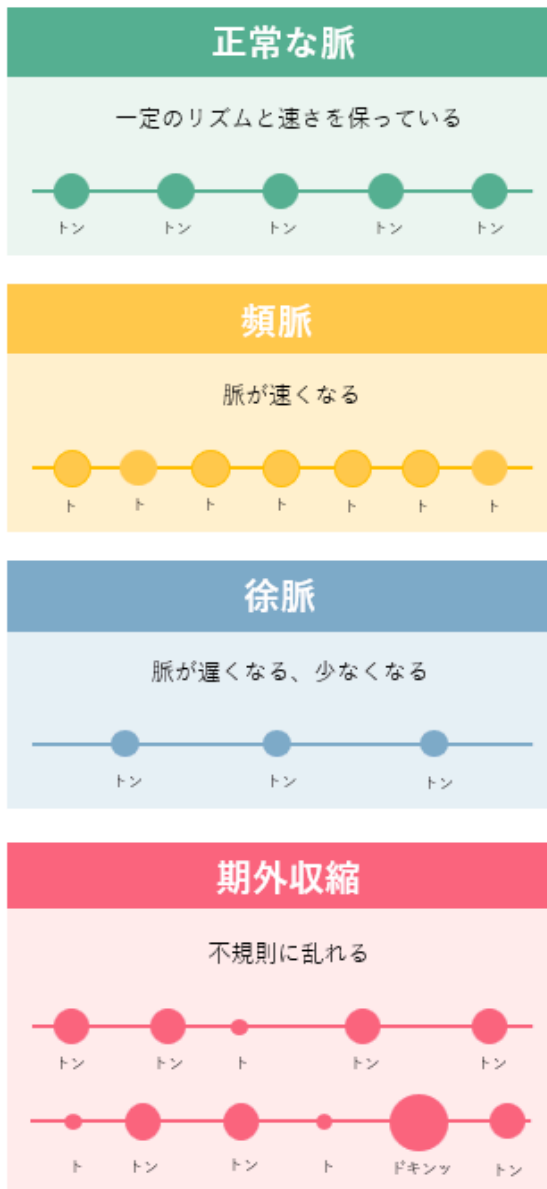 正常な脈
一定のリズムと速さを保っている
トン トン トン トン トン
頻脈
脈が速くなる
ト ト ト ト ト ト ト
徐脈
脈が遅くなる、少なくなる
トン トン トン
期外収縮
不規則に乱れる
トン トン ト トン トン
ト トン トン ト ドキンッ トン